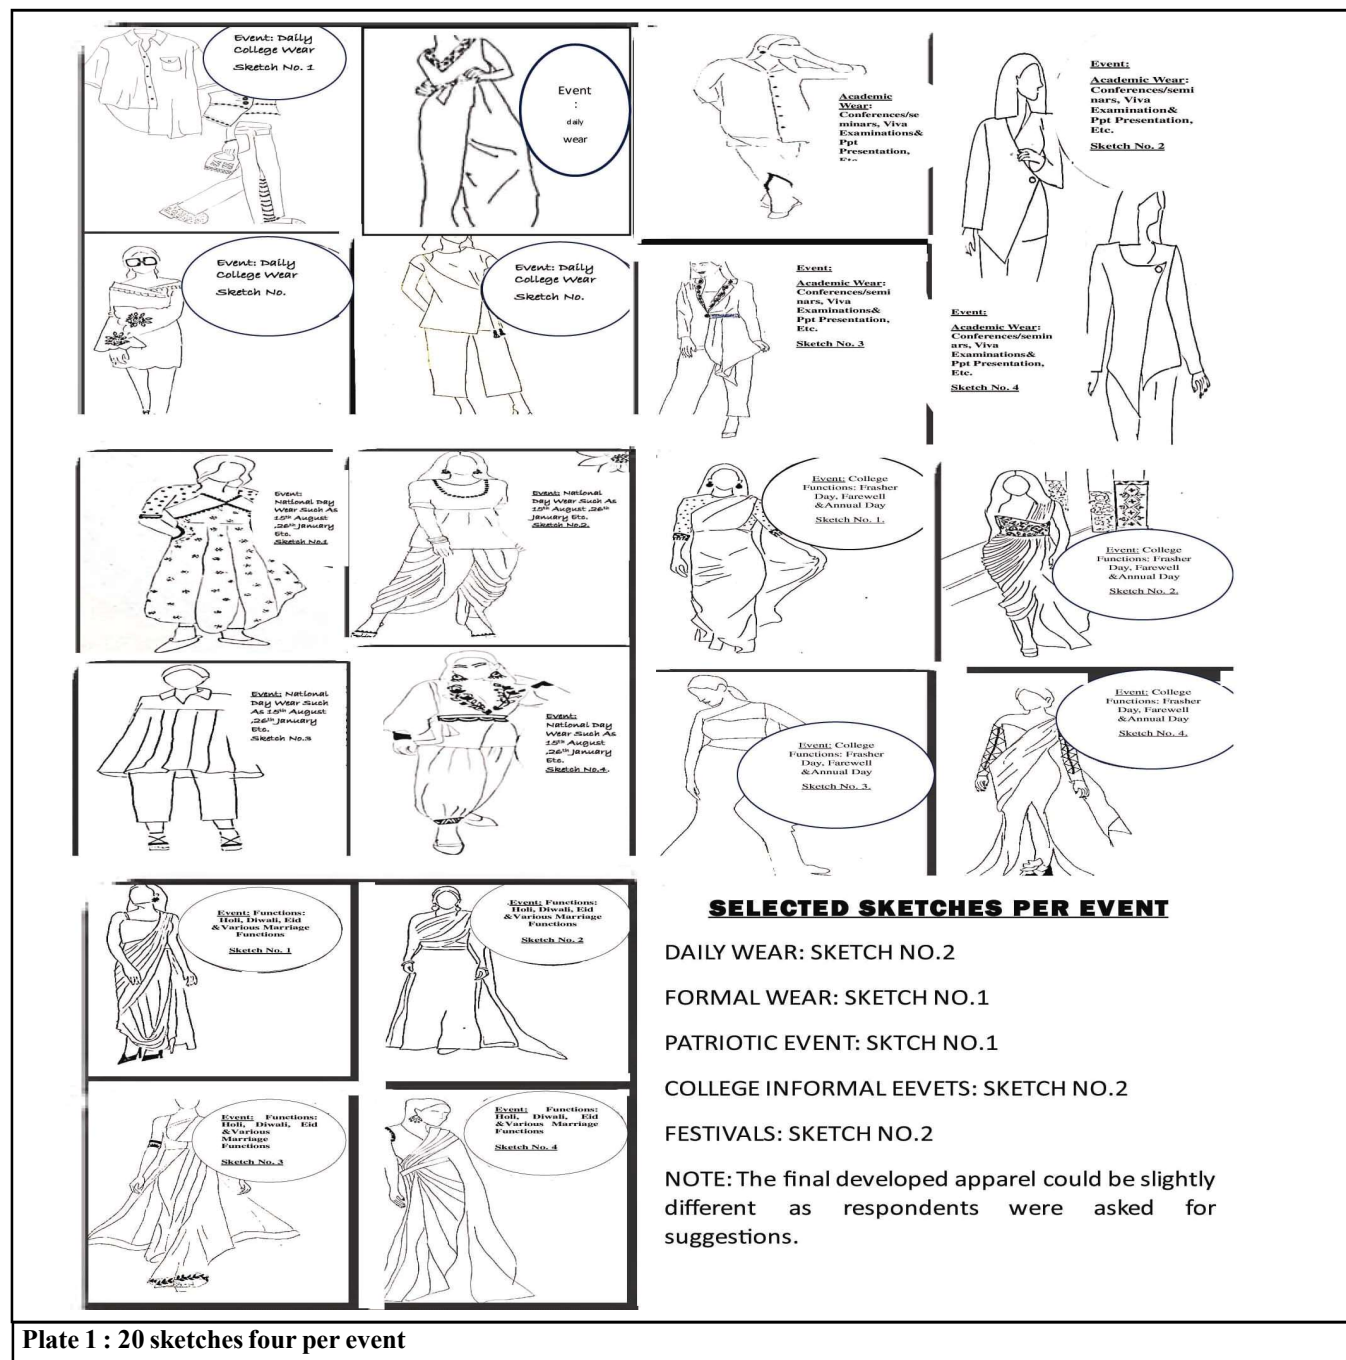 Event: Daily
College Wear
Sketch No. 1
Event
:
daily
wear
Academic
Wear:
Conferences/se
minars, Viva
Examinations&
Ppt
Presentation,
Etc.
Event:
Academic Wear:
Conferences/semi
nars, Viva
Examination&
Ppt Presentation,
Etc.
Sketch No. 2
Event: Daily
College Wear
Sketch No.
Event: Daily
College Wear
Sketch No.
Event:
Academic Wear:
Conferences/semi
nars, Viva
Examinations&
Ppt Presentation,
Etc.
Sketch No. 3
Event:
Academic Wear:
Conferences/semin
ars, Viva
Examinations&
Ppt Presentation,
Etc.
Sketch No. 4
Event:
National Day
Wear Such As
15th August
,26th January
Etc.
Sketch No.1
Event: National
Day Wear Such As
15th August ,26th
January Etc.
Sketch No.2.
Event: College
Functions: Frasher
Day, Farewell
&Annual Day
Sketch No. 1.
Event: College
Functions: Frasher
Day, Farewell
&Annual Day
Sketch No. 2.
Event: National
Day Wear Such
As 15th August
,26th January
Etc.
Sketch No.3
Event:
National Day
Wear Such As
15th August
,26th January
Etc.
Sketch No.4.
Event: College
Functions: Frasher
Day, Farewell
&Annual Day
Sketch No. 3.
Event: College
Functions: Frasher
Day, Farewell
&Annual Day
Sketch No. 4.
Event: Functions:
Holi, Diwali, Eid
&Various Marriage
Functions
Sketch No. 1
Event: Functions:
Holi, Diwali, Eid
&Various Marriage
Functions
Sketch No. 2
Event: Functions:
Holi, Diwali, Eid
&Various
Marriage
Functions
Sketch No. 3
Event: Functions:
Holi, Diwali, Eid
&Various Marriage
Functions
Sketch No. 4
SELECTED SKETCHES PER EVENT
DAILY WEAR: SKETCH NO.2
FORMAL WEAR: SKETCH NO.1
PATRIOTIC EVENT: SKTCH NO.1
COLLEGE INFORMAL EEVETS: SKETCH NO.2
FESTIVALS: SKETCH NO.2
NOTE: The final developed apparel could be slightly
different as respondents were asked for
suggestions.
Plate 1 : 20 sketches four per event